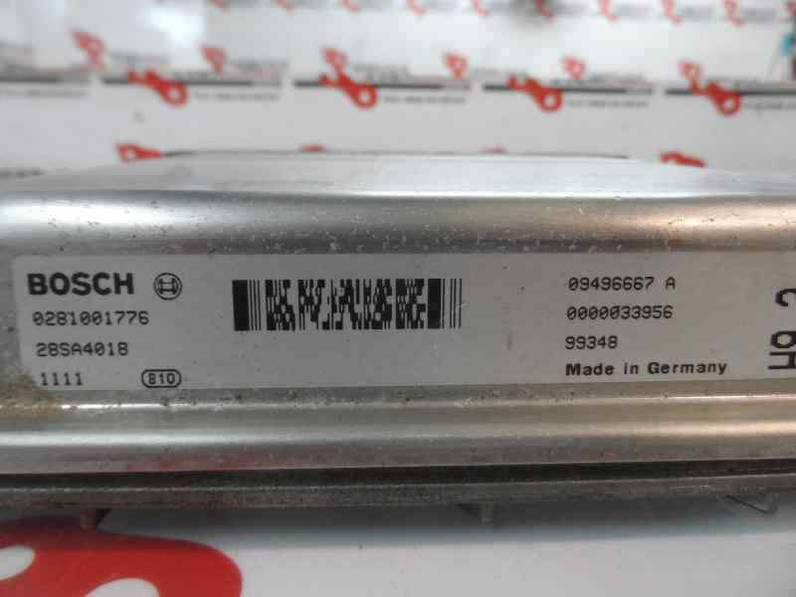 BOSCH
0281001776
28SA4018
1111 810
09496667 A
0000033956
99348
Made in Germany